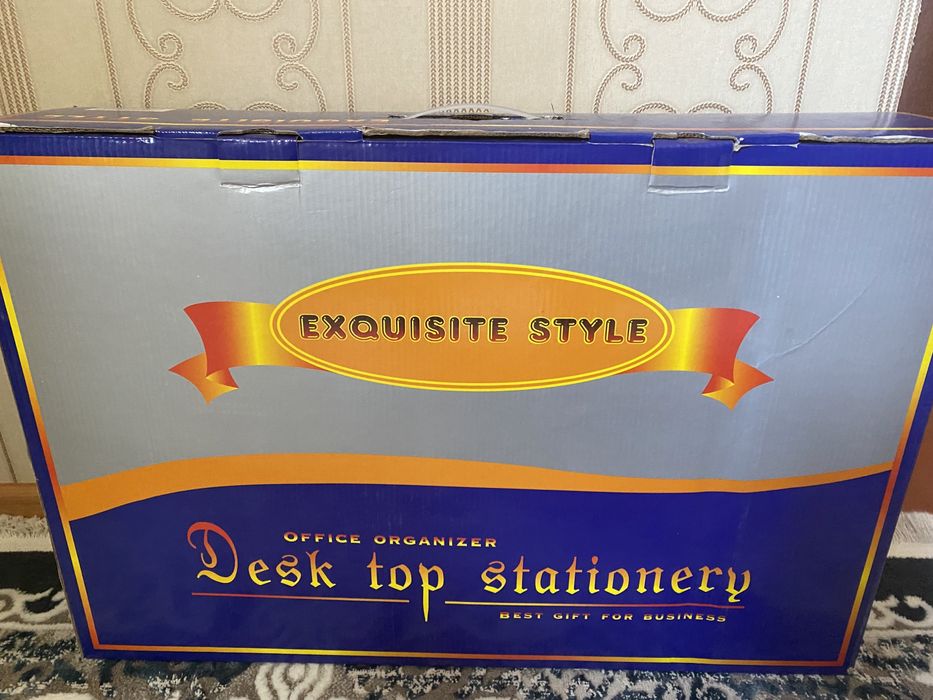 EXQUISITE STYLE
OFFICE ORGANIZER
Desk top stationery
BEST GIFT FOR BUSINESS